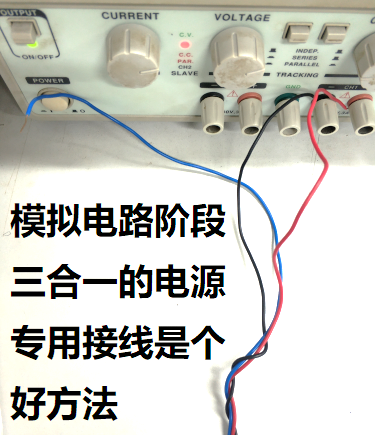 OUTPUT
CURRENT
VOLTAGE
ON/OFF
C.V.
C.C.
PAR.
CH2
SLAVE
INDEP.
SERIES
PARALLEL
TRACKING
POWER
GND
CH1
模拟电路阶段
三合一的电源
专用接线是个
好方法